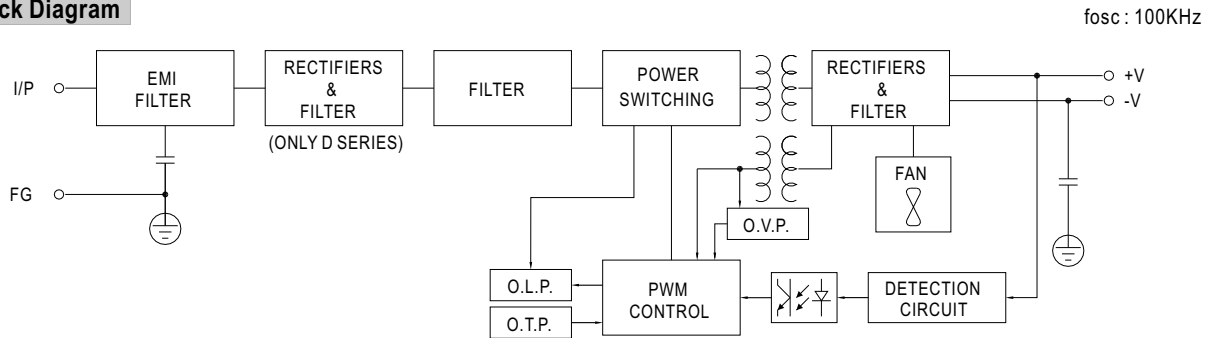 ck Diagram
fosc : 100KHz
I/P
EMI
FILTER
RECTIFIERS
&
FILTER
(ONLY D SERIES)
FILTER
POWER
SWITCHING
RECTIFIERS
&
FILTER
+V
-V
FG
FAN
O.V.P.
O.L.P.
O.T.P.
PWM
CONTROL
DETECTION
CIRCUIT